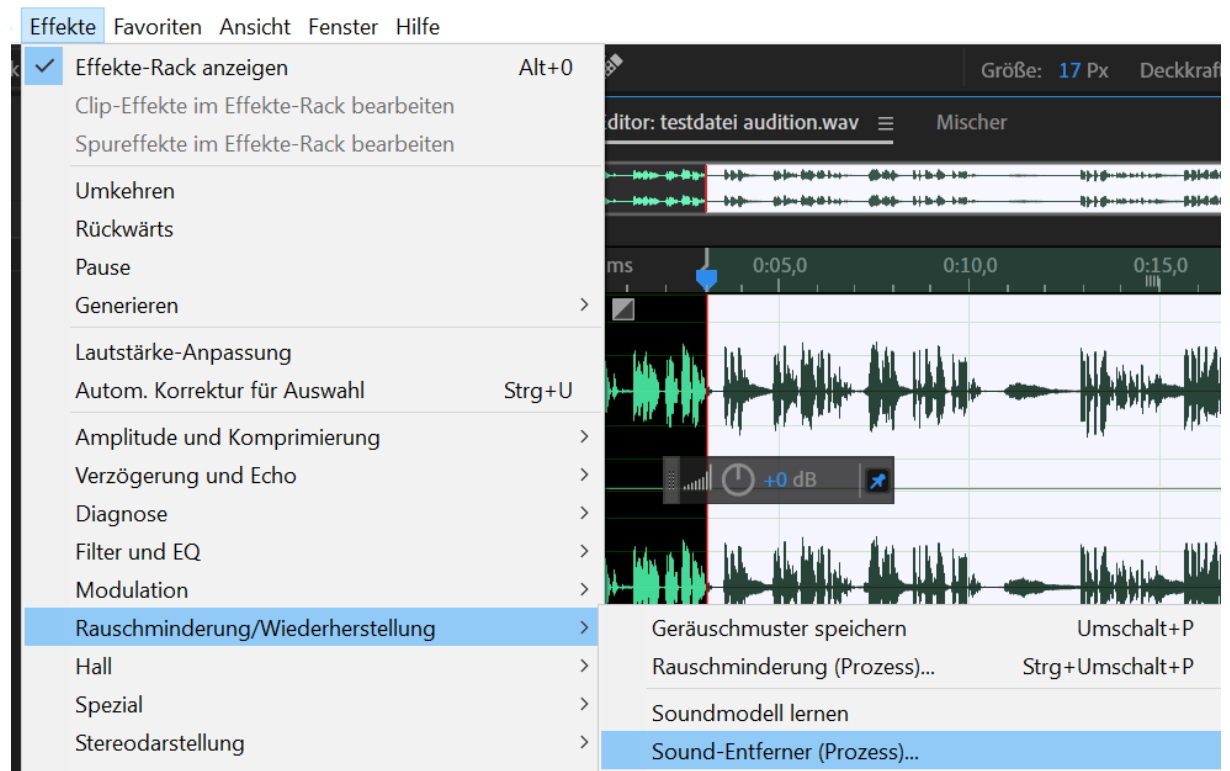 Effekte Favoriten Ansicht Fenster Hilfe
Effekte-Rack anzeigen Alt+0
Clip-Effekte im Effekte-Rack bearbeiten
Spureffekte im Effekte-Rack bearbeiten
Umkehren
Rückwärts
Pause
Generieren
Lautstärke-Anpassung
Autom. Korrektur für Auswahl Strg+U
Amplitude und Komprimierung
Verzögerung und Echo
Diagnose
Filter und EQ
Modulation
Rauschminderung/Wiederherstellung
Hall
Spezial
Stereodarstellung
Größe: 17 Px Deckkraft
ditor: testdatei audition.wav Mischer
ms 0:05,0 0:10,0 0:15,0
+0 dB
Geräuschmuster speichern Umschalt+P
Rauschminderung (Prozess)... Strg+Umschalt+P
Soundmodell lernen
Sound-Entferner (Prozess)...